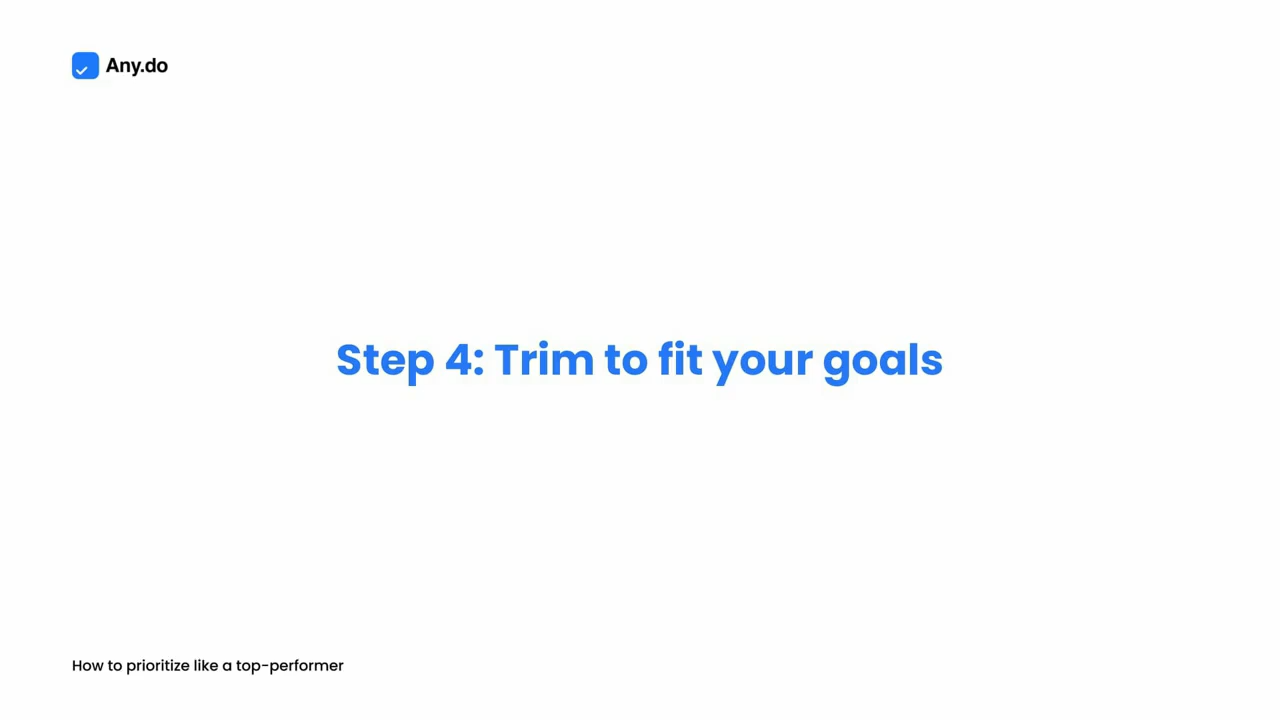 Any.do
Step 4: Trim to fit your goals
How to prioritize like a top-performer